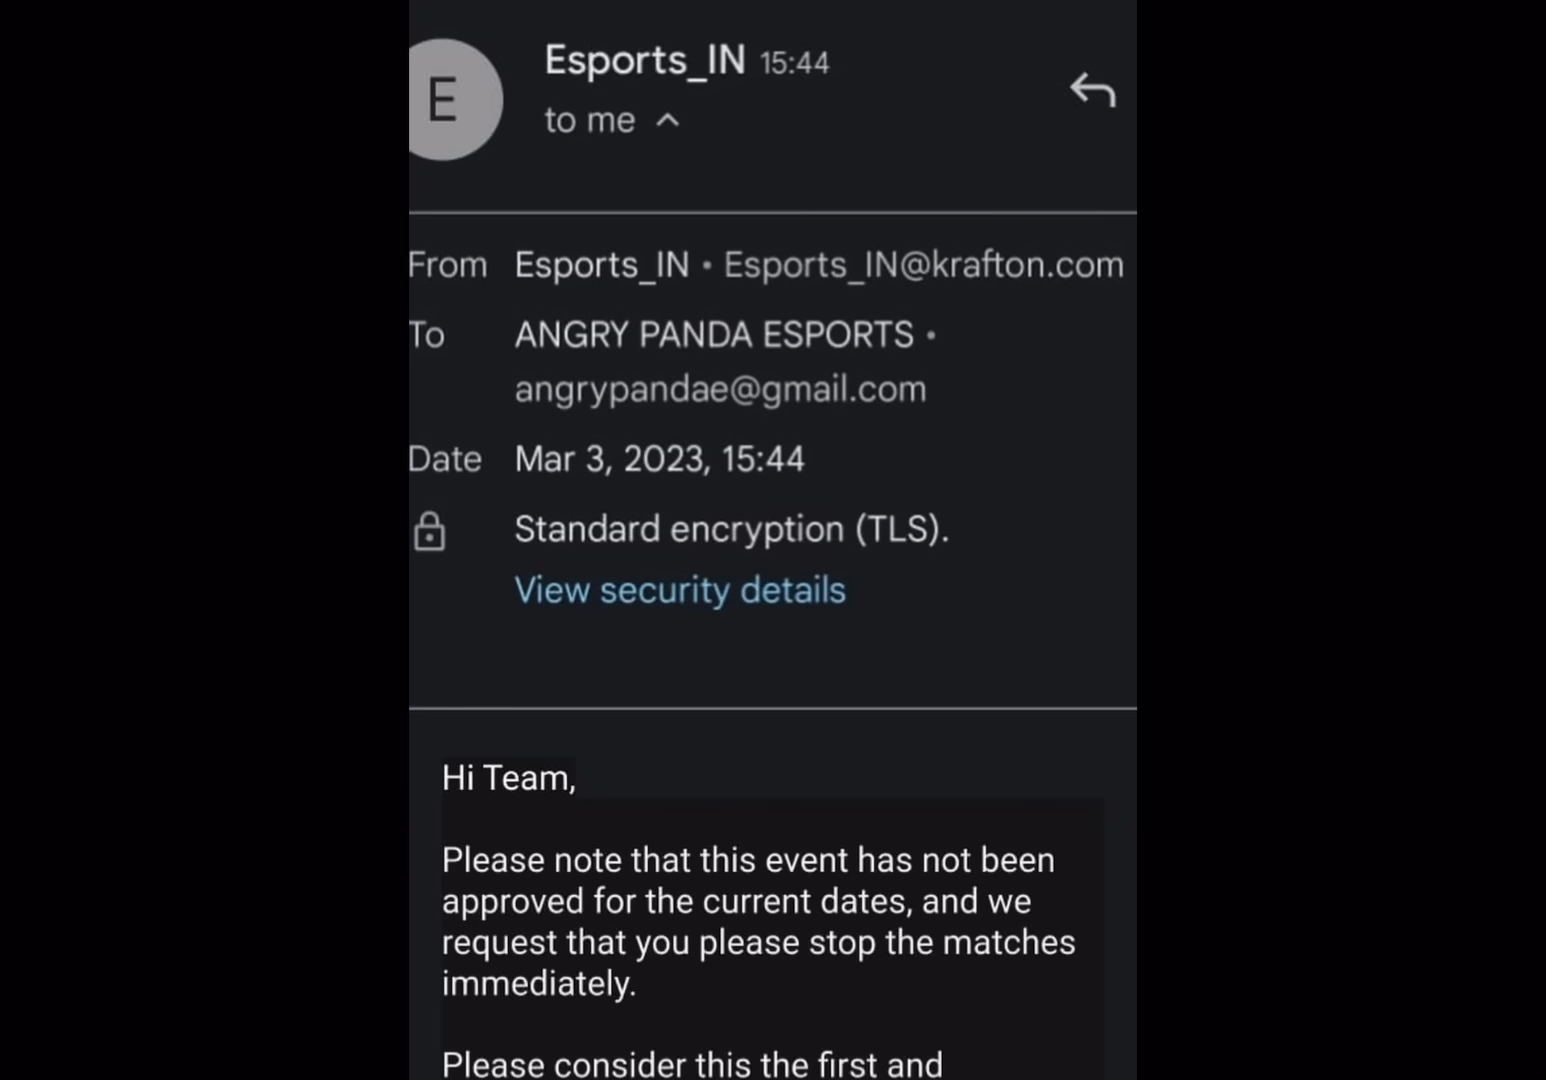 E
Esports_IN 15:44
to me
From Esports_IN • Esports_IN@krafton.com
To ANGRY PANDA ESPORTS •
angrypandae@gmail.com
Date Mar 3, 2023, 15:44
Standard encryption (TLS).
View security details
Hi Team,
Please note that this event has not been
approved for the current dates, and we
request that you please stop the matches
immediately.
Please consider this the first and